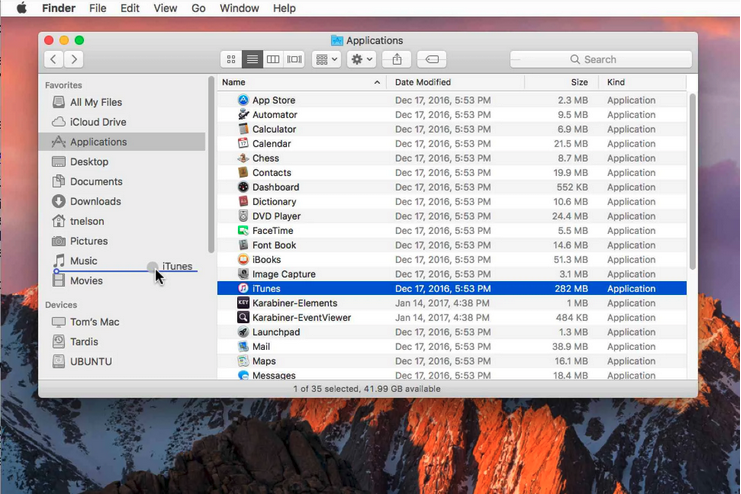 Finder File Edit View Go Window Help
Applications
Search
Favorites
All My Files
iCloud Drive
Applications
Desktop
Documents
Downloads
tnelson
Pictures
Music
iTunes
Movies
Devices
Tom's Mac
Tardis
UBUNTU
Name Date Modified Size Kind
App Store Dec 17, 2016, 5:53 PM 2.3 MB Application
Automator Dec 17, 2016, 5:53 PM 9.5 MB Application
Calculator Dec 17, 2016, 5:53 PM 6.9 MB Application
Calendar Dec 17, 2016, 5:53 PM 21.5 MB Application
Chess Dec 17, 2016, 5:53 PM 8.7 MB Application
Contacts Dec 17, 2016, 5:53 PM 19.9 MB Application
Dashboard Dec 17, 2016, 5:53 PM 552 KB Application
Dictionary Dec 17, 2016, 5:53 PM 10.6 MB Application
DVD Player Dec 17, 2016, 5:53 PM 24.4 MB Application
FaceTime Dec 17, 2016, 5:53 PM 5.5 MB Application
Font Book Dec 17, 2016, 5:53 PM 14.6 MB Application
iBooks Dec 17, 2016, 5:53 PM 51.3 MB Application
Image Capture Dec 17, 2016, 5:53 PM 3.1 MB Application
iTunes Dec 17, 2016, 5:53 PM 282 MB Application
KEY Karabiner-Elements Jan 14, 2017, 4:38 PM 1 MB Application
Karabiner-EventViewer Jan 14, 2017, 4:38 PM 484 KB Application
Launchpad Dec 17, 2016, 5:53 PM 1.3 MB Application
Mail Dec 17, 2016, 5:53 PM 38.9 MB Application
Maps Dec 17, 2016, 5:53 PM 16.1 MB Application
Messages Dec 17, 2016, 5:53 PM 18.4 MB Application
1 of 35 selected, 41.99 GB available